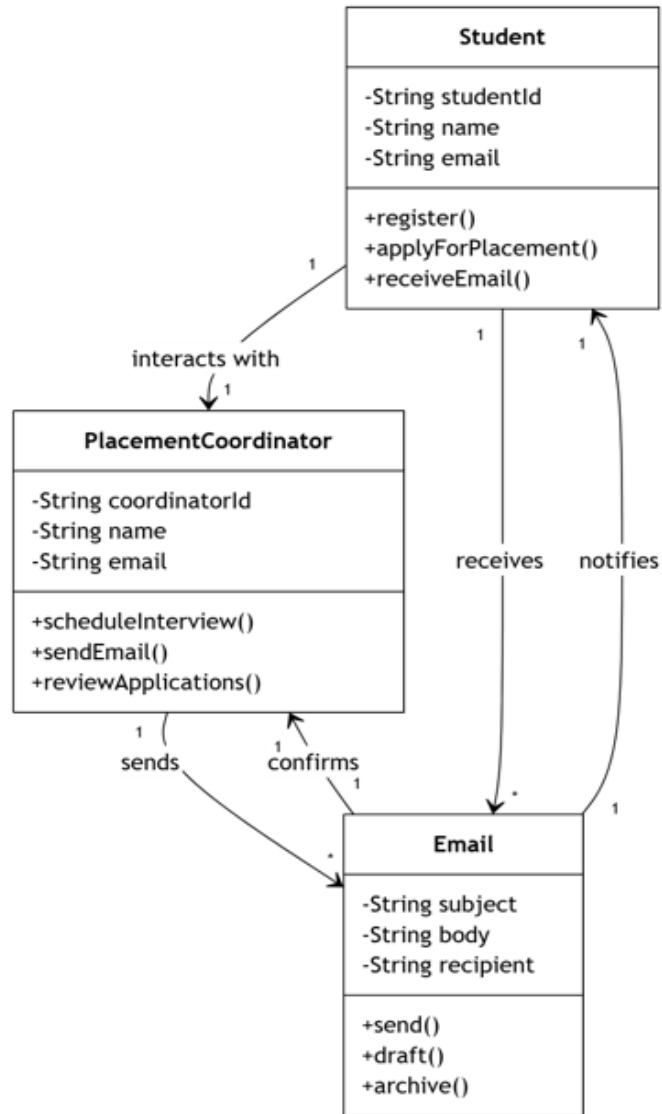 Student
-String studentId
-String name
-String email
+register()
+applyForPlacement()
+receiveEmail()
1
1
1
interacts with
1
PlacementCoordinator
-String coordinatorId
-String name
-String email
+scheduleInterview()
+sendEmail()
+reviewApplications()
receives
notifies
1
1
sends
confirms
1
*
1
*
Email
-String subject
-String body
-String recipient
+send()
+draft()
+archive()